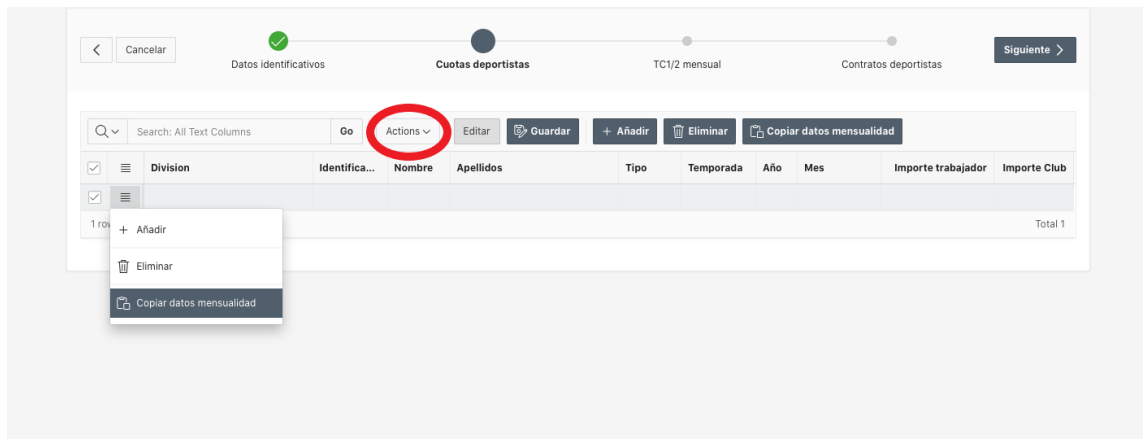 Cancelar
Datos identificativos
Cuotas deportistas
TC1/2 mensual
Contratos deportistas
Siguiente
Search: All Text Columns
Go
Actions
Editar
Guardar
Añadir
Eliminar
Copiar datos mensualidad
Division
Identifica...
Nombre
Apellidos
Tipo
Temporada
Año
Mes
Importe trabajador
Importe Club
1 row
Total 1
+ Añadir
Eliminar
Copiar datos mensualidad